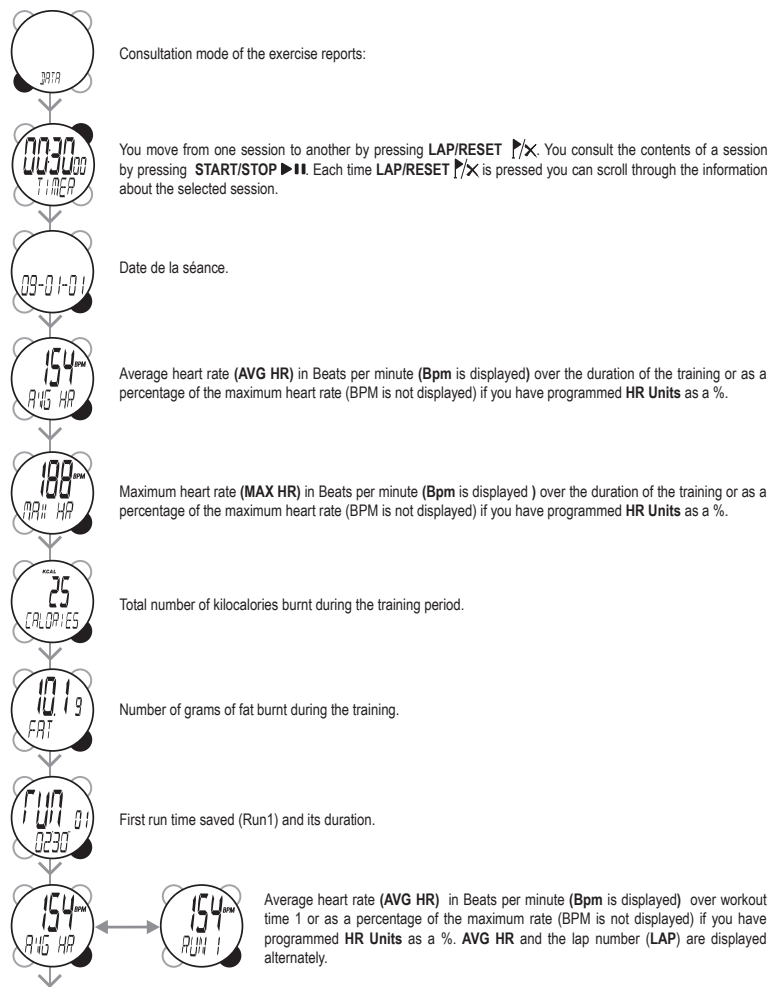 DATA
Consultation mode of the exercise reports:
00:30 00
TIMER
You move from one session to another by pressing LAP/RESET. You consult the contents of a session
by pressing START/STOP. Each time LAP/RESET is pressed you can scroll through the information
about the selected session.
09-01-01
Date de la séance.
154 BPM
AVG HR
Average heart rate (AVG HR) in Beats per minute (Bpm is displayed) over the duration of the training or as a
percentage of the maximum heart rate (BPM is not displayed) if you have programmed HR Units as a %.
188 BPM
MAX HR
Maximum heart rate (MAX HR) in Beats per minute (Bpm is displayed ) over the duration of the training or as a
percentage of the maximum heart rate (BPM is not displayed) if you have programmed HR Units as a %.
KCAL
25
CALORIES
Total number of kilocalories burnt during the training period.
10.1 g
FAT
Number of grams of fat burnt during the training.
run 01
02'30
First run time saved (Run1) and its duration.
154 BPM
AVG HR
154 BPM
RUN 1
Average heart rate (AVG HR) in Beats per minute (Bpm is displayed) over workout
time 1 or as a percentage of the maximum rate (BPM is not displayed) if you have
programmed HR Units as a %. AVG HR and the lap number (LAP) are displayed
alternately.